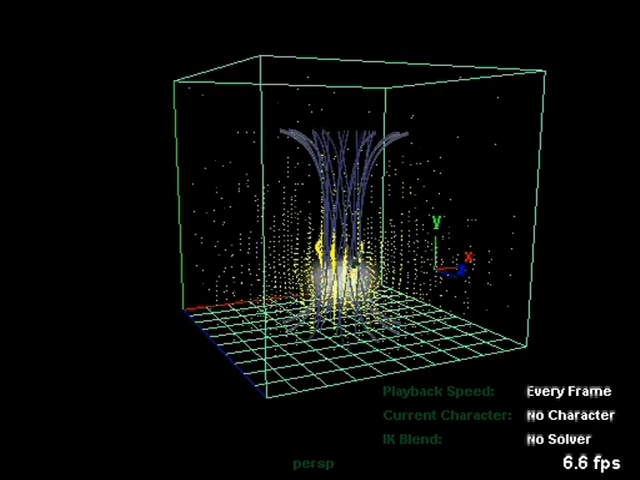 Y
X
Z
Playback Speed: Every Frame
Current Character: No Character
IK Blend: No Solver
persp
6.6 fps